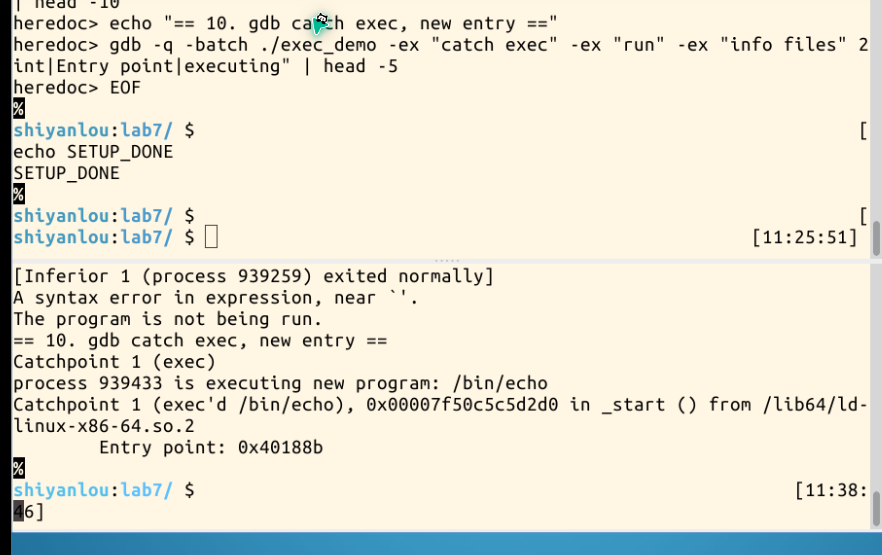 | head -10
heredoc> echo "== 10. gdb catch exec, new entry =="
heredoc> gdb -q -batch ./exec_demo -ex "catch exec" -ex "run" -ex "info files" 2
int|Entry point|executing" | head -5
heredoc> EOF
%
shiyanlou:lab7/ $ [
echo SETUP_DONE
SETUP_DONE
%
shiyanlou:lab7/ $ [
shiyanlou:lab7/ $ [11:25:51]
[Inferior 1 (process 939259) exited normally]
A syntax error in expression, near `'.
The program is not being run.
== 10. gdb catch exec, new entry ==
Catchpoint 1 (exec)
process 939433 is executing new program: /bin/echo
Catchpoint 1 (exec'd /bin/echo), 0x00007f50c5c5d2d0 in _start () from /lib64/ld-
linux-x86-64.so.2
Entry point: 0x40188b
%
shiyanlou:lab7/ $ [11:38:
46]